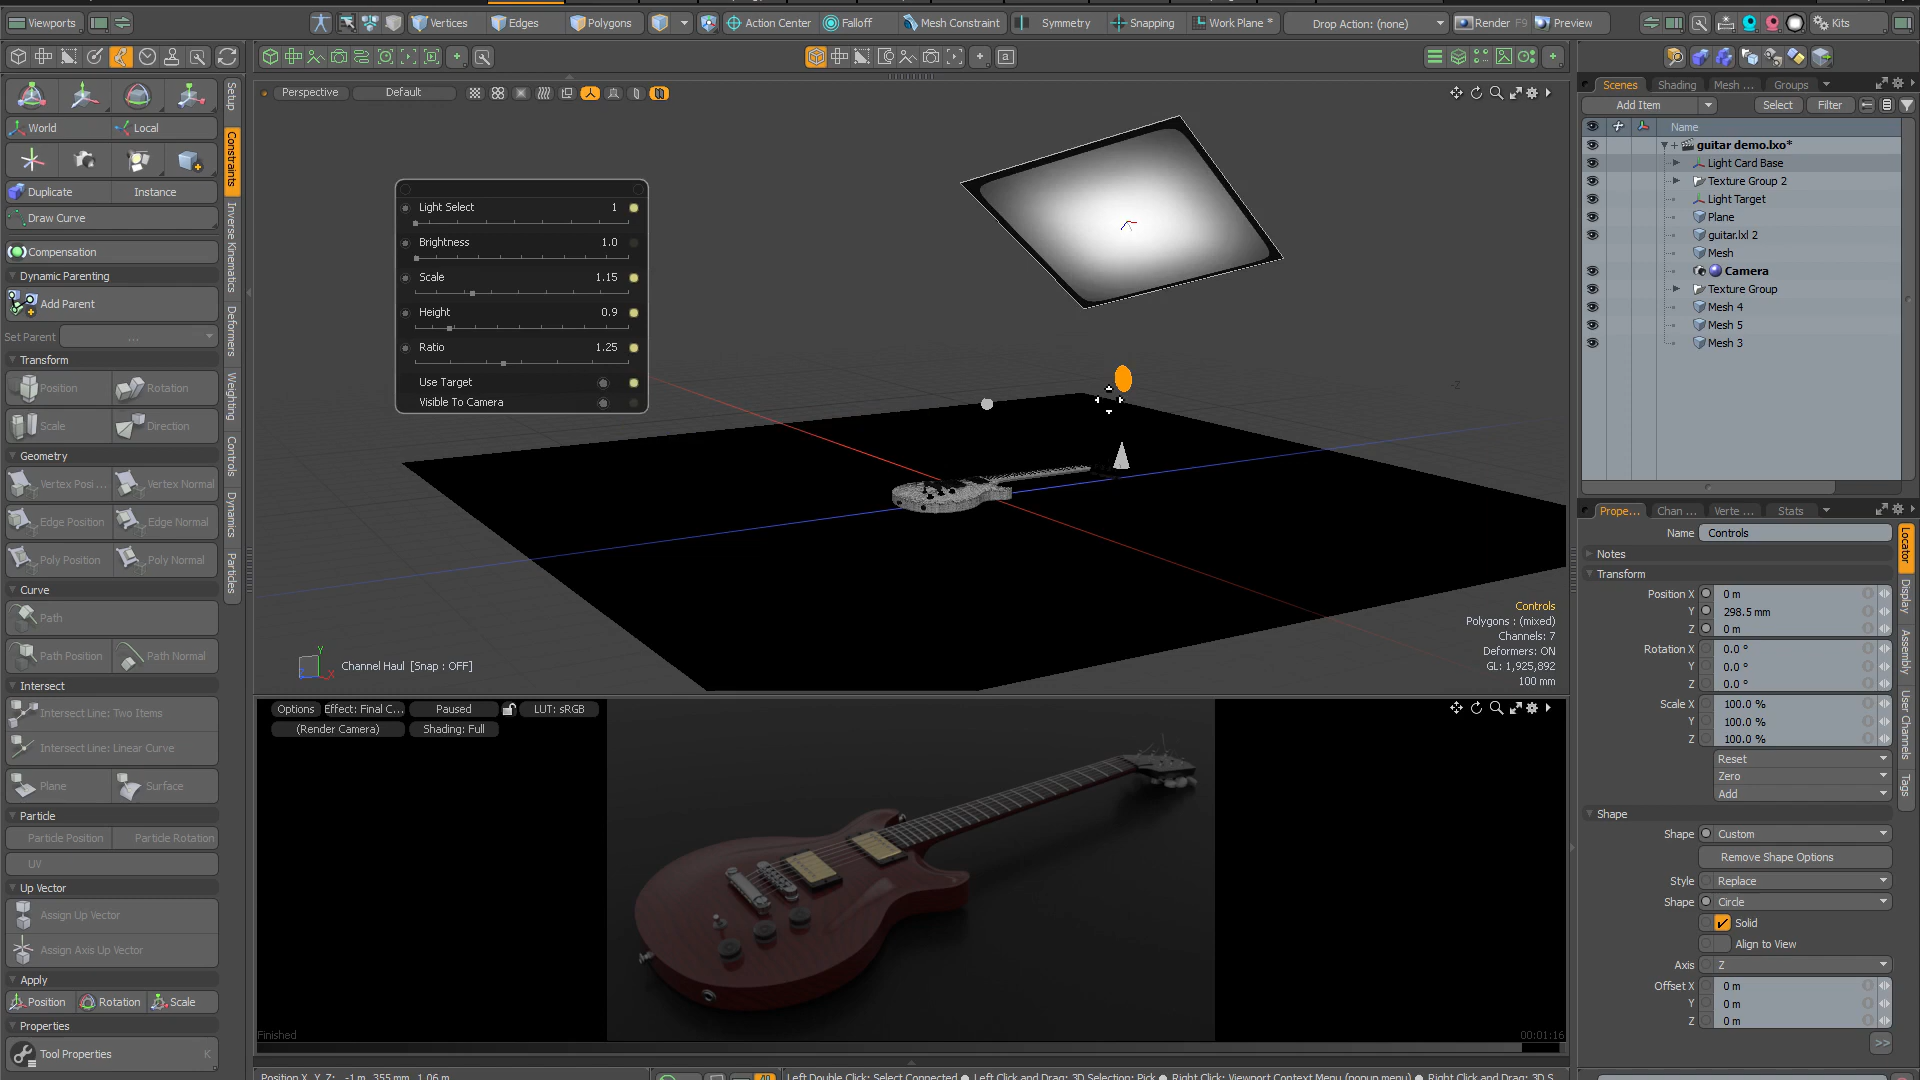 Viewports
Vertices
Edges
Polygons
Action Center
Falloff
Mesh Constraint
Symmetry
Snapping
Work Plane *
Drop Action: (none)
Render F9
Preview
Kits
World
Local
Duplicate
Instance
Draw Curve
Compensation
Dynamic Parenting
Add Parent
Set Parent
...
Transform
Position
Rotation
Scale
Direction
Geometry
Vertex Posi ...
Vertex Normal
Edge Position
Edge Normal
Poly Position
Poly Normal
Curve
Path
Path Position
Path Normal
Intersect
Intersect Line: Two Items
Intersect Line: Linear Curve
Plane
Surface
Particle
Particle Position
Particle Rotation
UV
Up Vector
Assign Up Vector
Assign Axis Up Vector
Apply
Position
Rotation
Scale
Properties
Tool Properties
K
Setup
Constraints
Inverse Kinematics
Deformers
Weighting
Controls
Dynamics
Particles
Perspective
Default
Light Select 1
Brightness 1.0
Scale 1.15
Height 0.9
Ratio 1.25
Use Target
Visible To Camera
-Z
Controls
Polygons : (mixed)
Channels: 7
Deformers: ON
GL: 1,925,892
100 mm
Y
X
Channel Haul [Snap : OFF]
Options
Effect: Final C...
Paused
LUT: sRGB
(Render Camera)
Shading: Full
Finished
00:01:16
Position X, Y, Z: -1 m, 355 mm, 1.06 m
Left Double Click: Select Connected ● Left Click and Drag: 3D Selection: Pick ● Right Click: Viewport Context Menu (popup menu) ● Right Click and Drag: 3D S
Scenes
Shading
Mesh ...
Groups
Add Item
Select
Filter
Name
guitar demo.lxo*
Light Card Base
Texture Group 2
Light Target
Plane
guitar.lxl 2
Mesh
Camera
Texture Group
Mesh 4
Mesh 5
Mesh 3
Prope...
Chan ...
Verte ...
Stats
Name Controls
Notes
Transform
Position X 0 m
Y 298.5 mm
Z 0 m
Rotation X 0.0 °
Y 0.0 °
Z 0.0 °
Scale X 100.0 %
Y 100.0 %
Z 100.0 %
Reset
Zero
Add
Shape
Shape Custom
Remove Shape Options
Style Replace
Shape Circle
Solid
Align to View
Axis Z
Offset X 0 m
Y 0 m
Z 0 m
>>
Locator
Display
Assembly
User Channels
Tags